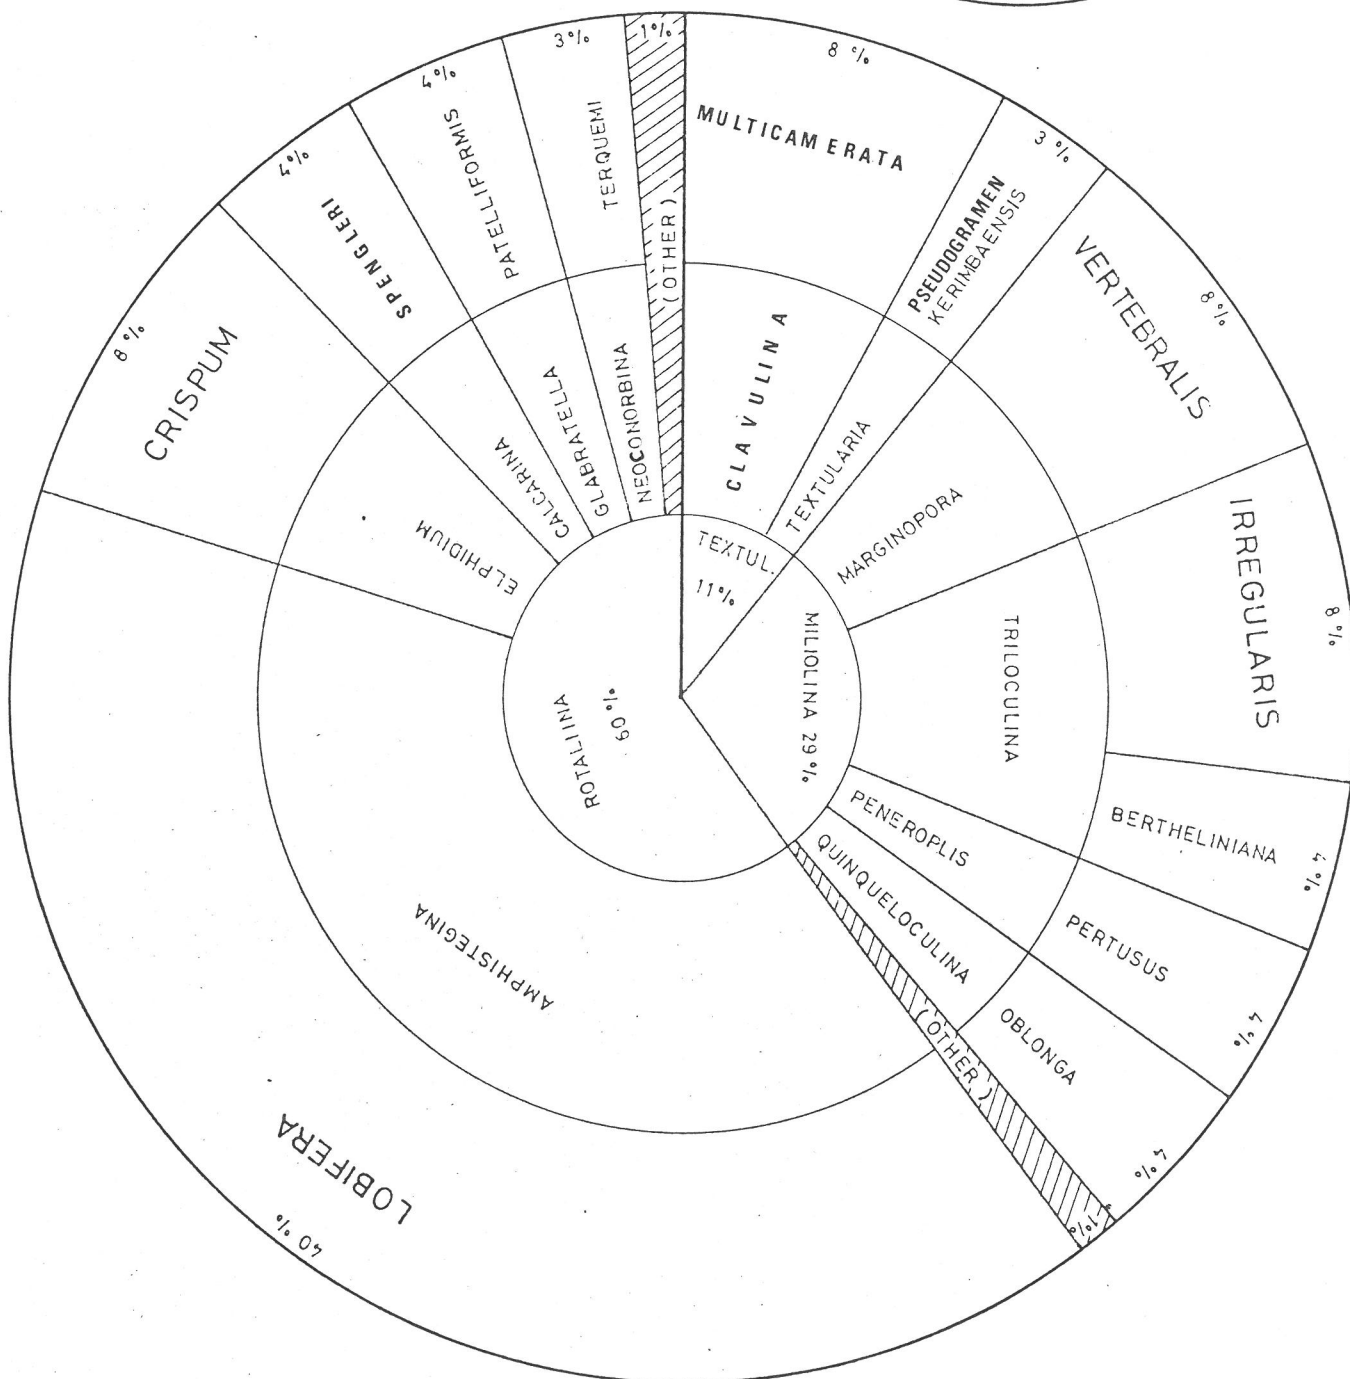 8 %
MULTICAMERATA
CLAVULINA
3 %
PSEUDOGRAMEN
KERIMBAENSIS
TEXTULARIA
TEXTUL.
11%
8%
VERTEBRALIS
MARGINOPORA
8%
IRREGULARIS
TRILOCULINA
4%
BERTHELINIANA
4%
PERTUSUS
PENEROPLIS
4%
OBLONGA
QUINQUELOCULINA
1%
(OTHER)
MILIOLINA 29%
40%
LOBIFERA
AMPHISTEGINA
ROTALIINA
60%
8%
CRISPUM
ELPHIDIUM
4%
SPENGLERI
CALCARINA
4%
PATELLIFORMIS
GLABRATELLA
3%
TERQUEMI
NEOCONORBINA
1%
(OTHER)